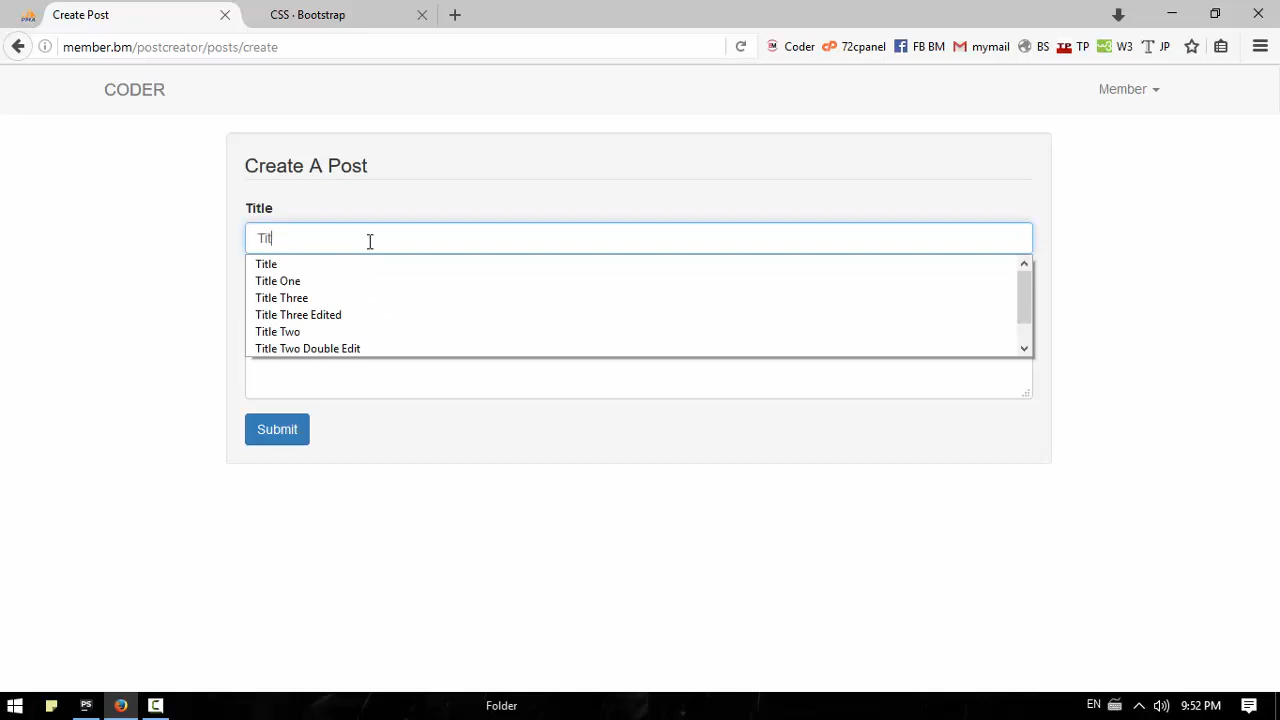 Create Post
CSS · Bootstrap
member.bm/postcreator/posts/create
Coder
72cpanel
FB BM
mymail
BS
TP
W3
JP
CODER
Member
Create A Post
Title
Tit
Title
Title One
Title Three
Title Three Edited
Title Two
Title Two Double Edit
Submit
Folder
EN
9:52 PM